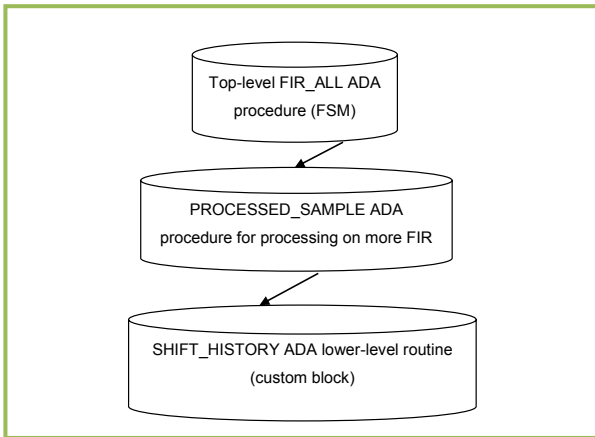 Top-level FIR_ALL ADA
procedure (FSM)
PROCESSED_SAMPLE ADA
procedure for processing on more FIR
SHIFT_HISTORY ADA lower-level routine
(custom block)